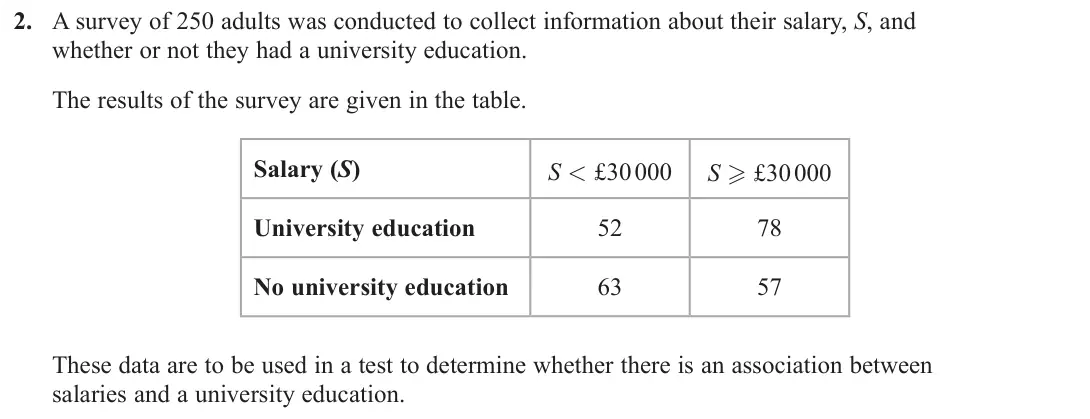 2. A survey of 250 adults was conducted to collect information about their salary, S, and
whether or not they had a university education.
The results of the survey are given in the table.
Salary (S) S < £30 000 S ⩾ £30 000
University education 52 78
No university education 63 57
These data are to be used in a test to determine whether there is an association between
salaries and a university education.